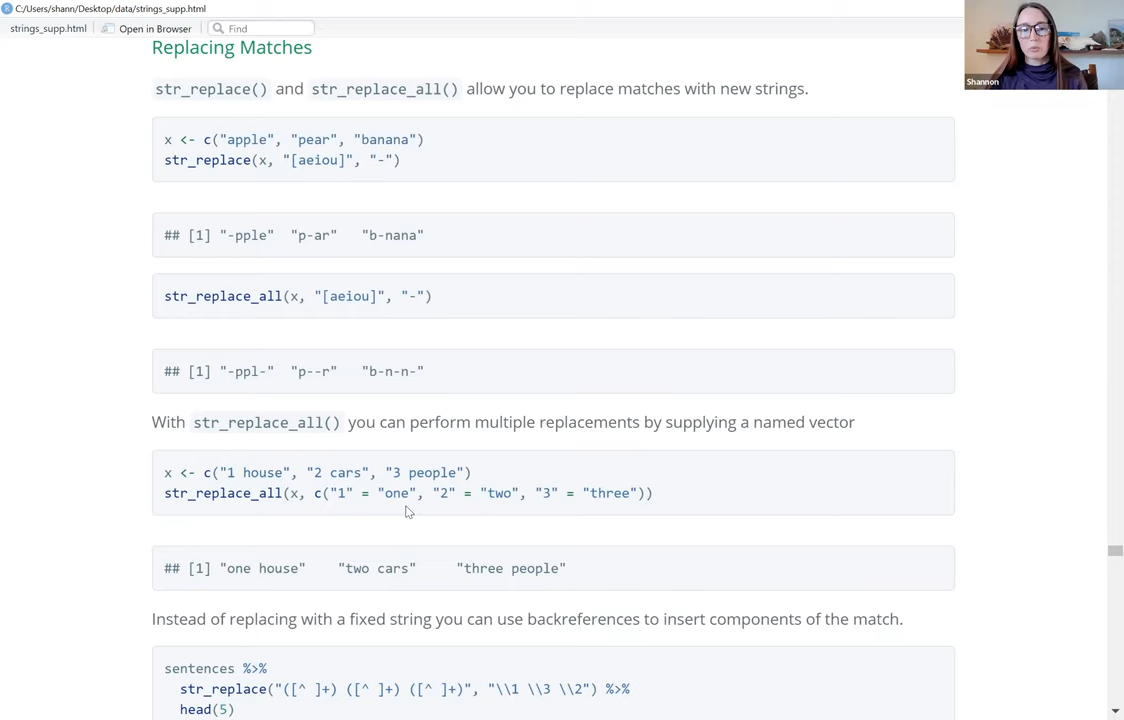 C:/Users/shann/Desktop/data/strings_supp.html
strings_supp.html Open in Browser Find
Shannon
Replacing Matches
str_replace() and str_replace_all() allow you to replace matches with new strings.
x <- c("apple", "pear", "banana")
str_replace(x, "[aeiou]", "-")
## [1] "-pple" "p-ar" "b-nana"
str_replace_all(x, "[aeiou]", "-")
## [1] "-ppl-" "p--r" "b-n-n-"
With str_replace_all() you can perform multiple replacements by supplying a named vector
x <- c("1 house", "2 cars", "3 people")
str_replace_all(x, c("1" = "one", "2" = "two", "3" = "three"))
## [1] "one house" "two cars" "three people"
Instead of replacing with a fixed string you can use backreferences to insert components of the match.
sentences %>%
str_replace("([^ ]+) ([^ ]+) ([^ ]+)", "\\1 \\3 \\2") %>%
head(5)